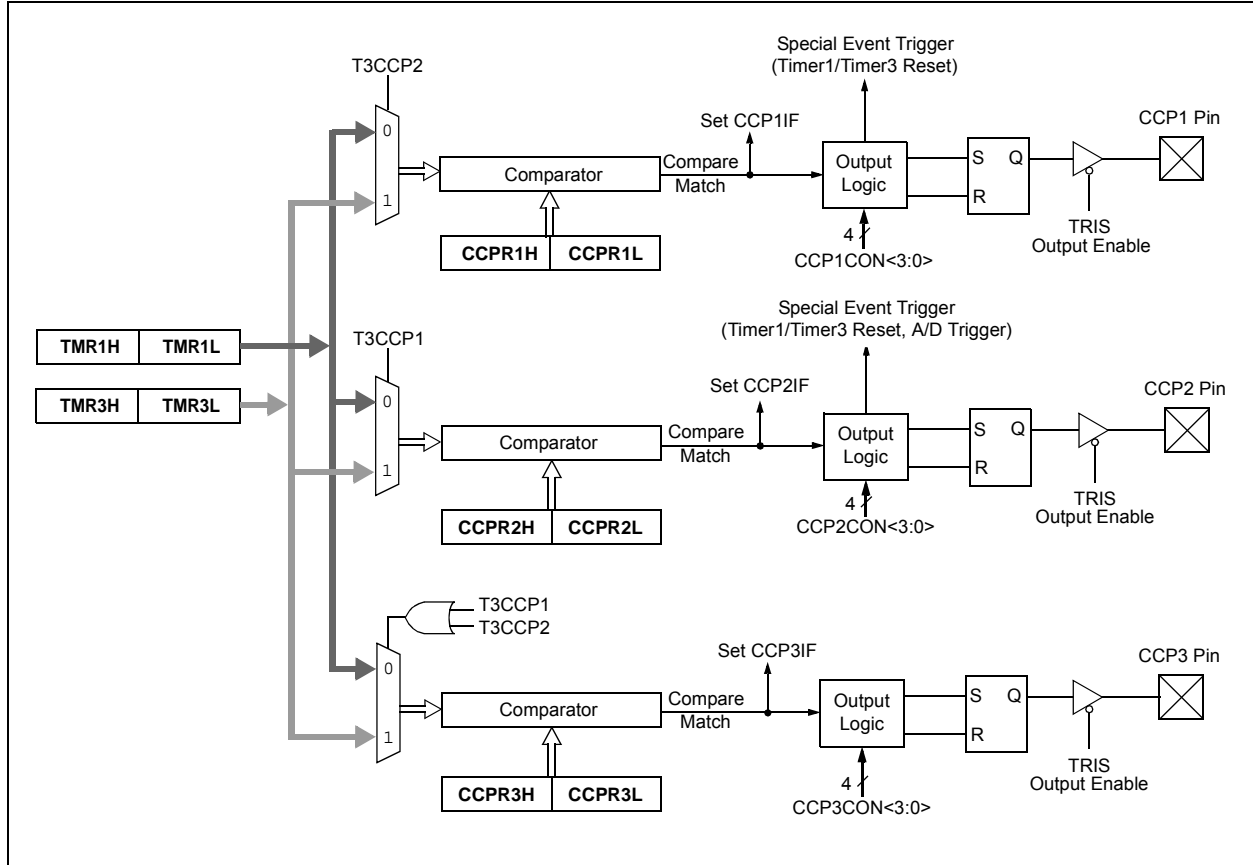 Special Event Trigger
(Timer1/Timer3 Reset)
T3CCP2
Set CCP1IF
CCP1 Pin
0
1
Comparator
Compare
Match
Output
Logic
S
Q
R
TRIS
Output Enable
CCPR1H
CCPR1L
4
CCP1CON<3:0>
Special Event Trigger
(Timer1/Timer3 Reset, A/D Trigger)
TMR1H
TMR1L
TMR3H
TMR3L
T3CCP1
Set CCP2IF
CCP2 Pin
0
1
Comparator
Compare
Match
Output
Logic
S
Q
R
TRIS
Output Enable
CCPR2H
CCPR2L
4
CCP2CON<3:0>
T3CCP1
T3CCP2
Set CCP3IF
CCP3 Pin
0
1
Comparator
Compare
Match
Output
Logic
S
Q
R
TRIS
Output Enable
CCPR3H
CCPR3L
4
CCP3CON<3:0>